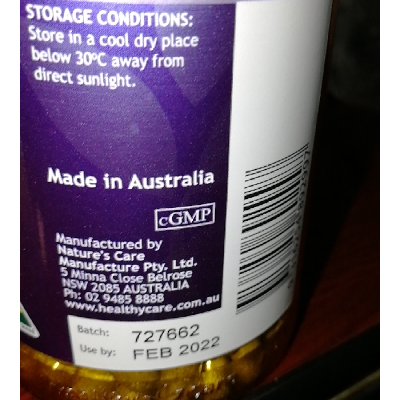 STORAGE CONDITIONS:
Store in a cool dry place
below 30ºC away from
direct sunlight.
Made in Australia
cGMP
Manufactured by
Nature's Care
Manufacture Pty. Ltd.
5 Minna Close Belrose
NSW 2085 AUSTRALIA
Ph: 02 9485 8888
www.healthycare.com.au
Batch: 727662
Use by: FEB 2022